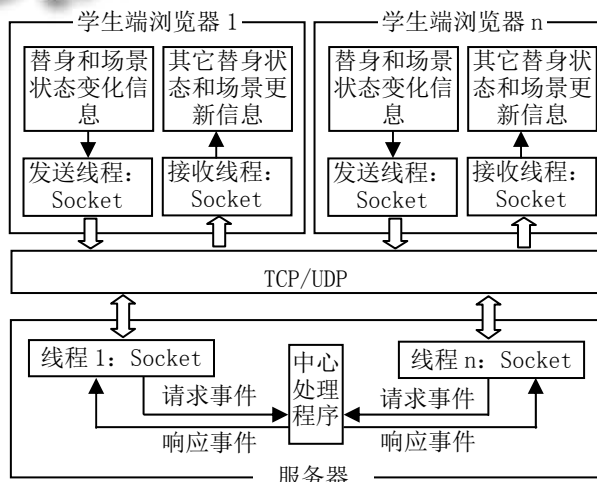 学生端浏览器 1
学生端浏览器 n
替身和场景
状态变化信
息
其它替身状
态和场景更
新信息
替身和场景
状态变化信
息
其它替身状
态和场景更
新信息
发送线程:
Socket
接收线程:
Socket
发送线程:
Socket
接收线程:
Socket
TCP/UDP
线程 1: Socket
中心
处理
程序
线程 n: Socket
请求事件
请求事件
响应事件
响应事件
服务器